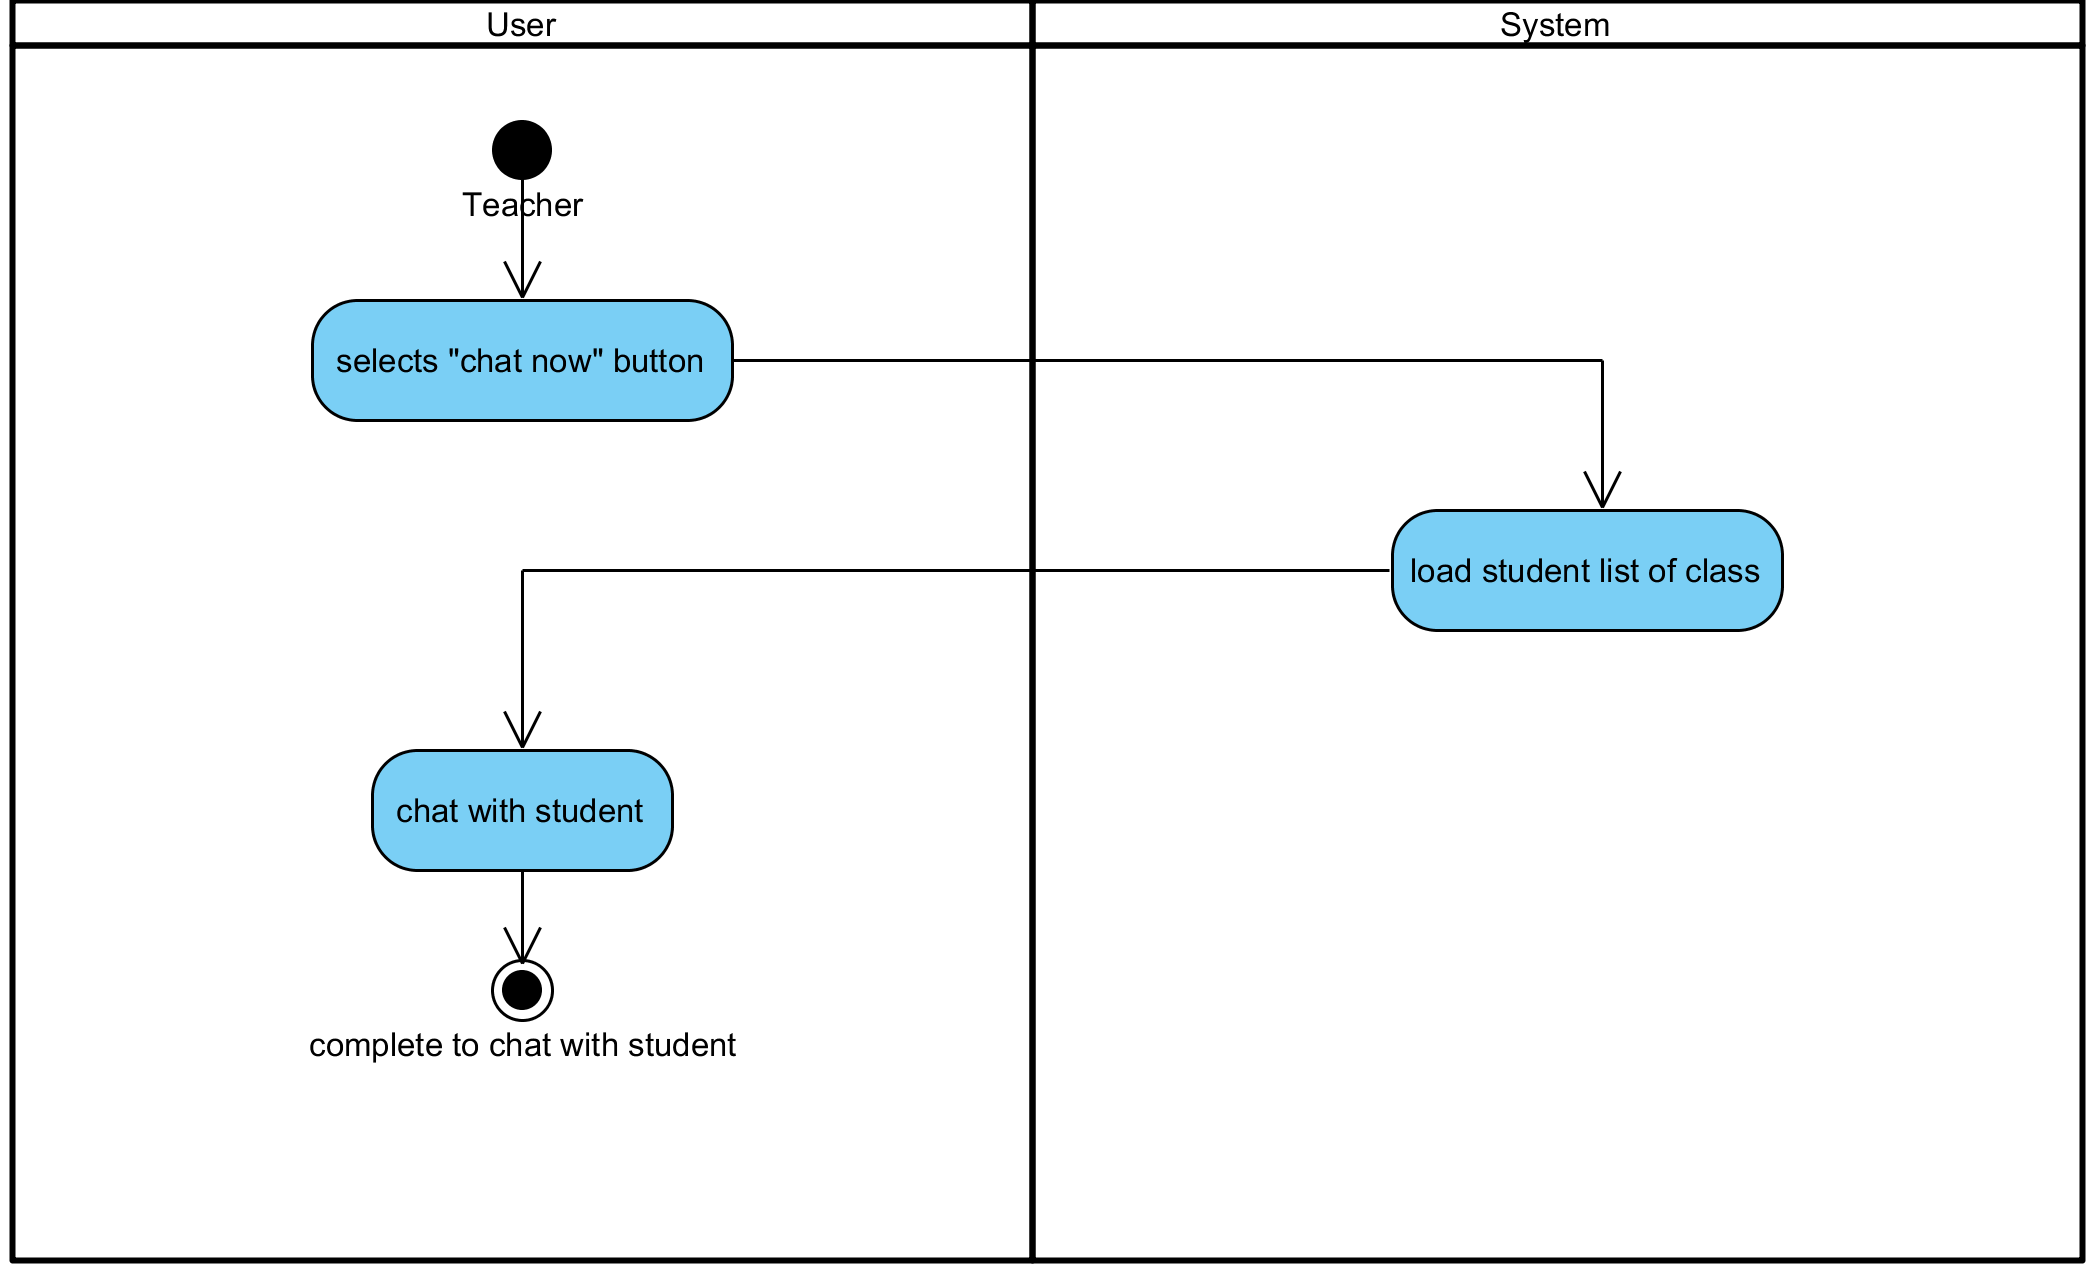 User
System
Teacher
selects "chat now" button
load student list of class
chat with student
complete to chat with student